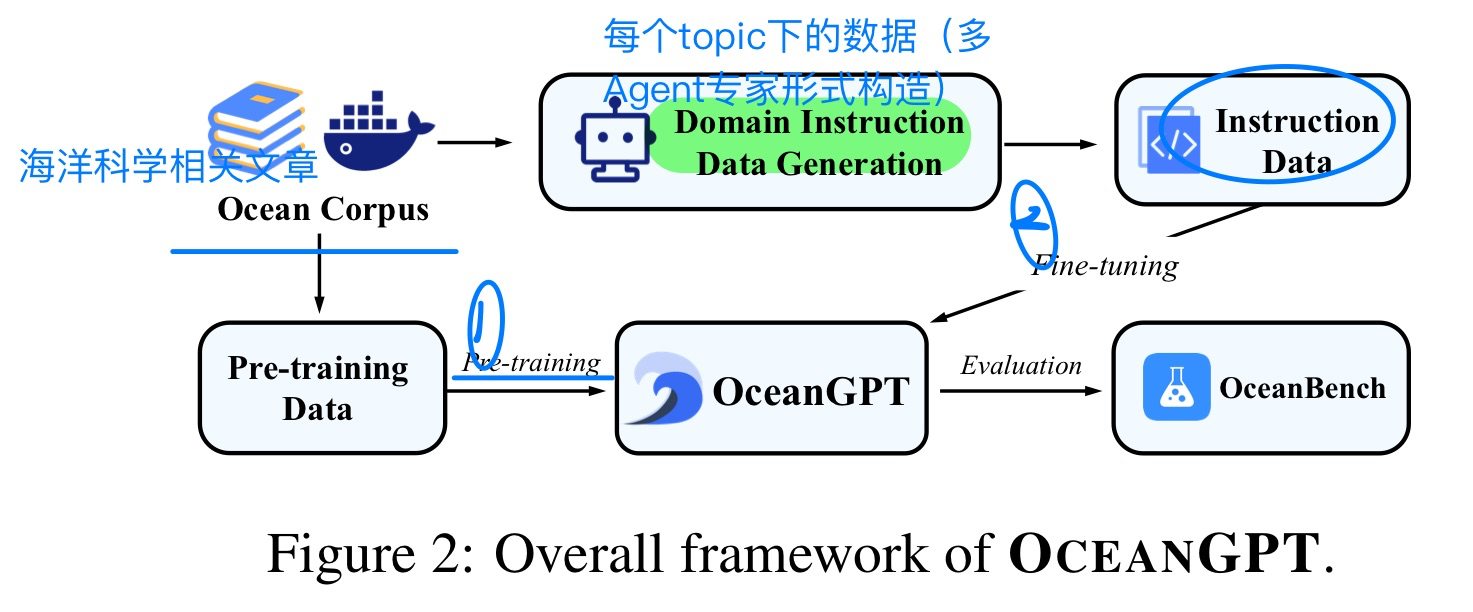 每个topic下的数据（多
Agent专家形式构造）
Domain Instruction
Data Generation
Instruction
Data
</>
海洋科学相关文章
Ocean Corpus
2
Fine-tuning
1
Pre-training
Data
Pre-training
OceanGPT
Evaluation
OceanBench
Figure 2: Overall framework of OCEANGPT.